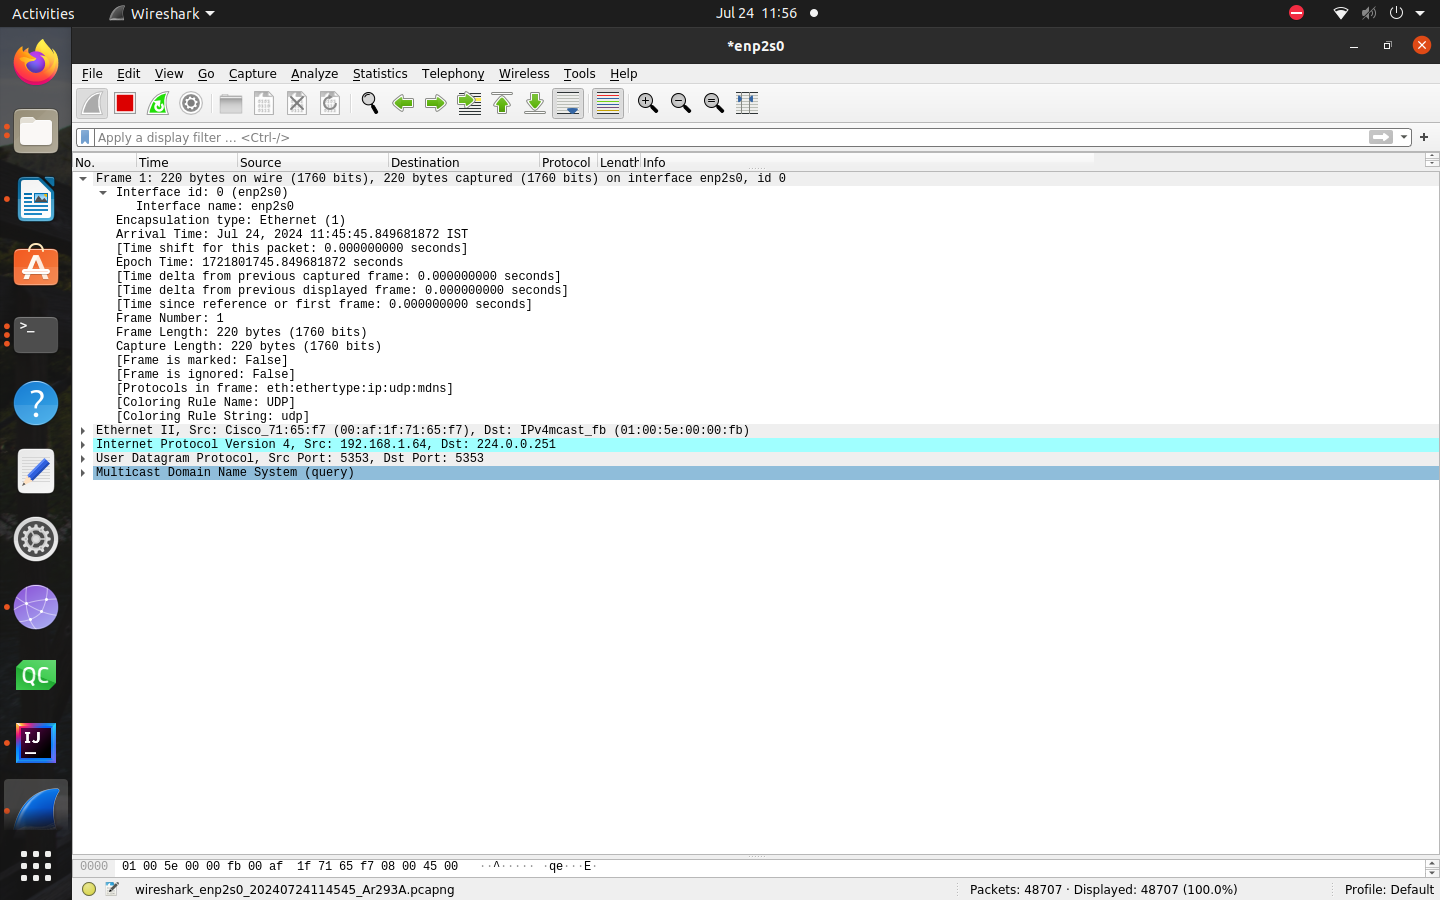 Activities Wireshark Jul 24 11:56
*enp2s0
File Edit View Go Capture Analyze Statistics Telephony Wireless Tools Help
Apply a display filter … <Ctrl-/>
No. Time Source Destination Protocol Length Info
Frame 1: 220 bytes on wire (1760 bits), 220 bytes captured (1760 bits) on interface enp2s0, id 0
Interface id: 0 (enp2s0)
Interface name: enp2s0
Encapsulation type: Ethernet (1)
Arrival Time: Jul 24, 2024 11:45:45.849681872 IST
[Time shift for this packet: 0.000000000 seconds]
Epoch Time: 1721801745.849681872 seconds
[Time delta from previous captured frame: 0.000000000 seconds]
[Time delta from previous displayed frame: 0.000000000 seconds]
[Time since reference or first frame: 0.000000000 seconds]
Frame Number: 1
Frame Length: 220 bytes (1760 bits)
Capture Length: 220 bytes (1760 bits)
[Frame is marked: False]
[Frame is ignored: False]
[Protocols in frame: eth:ethertype:ip:udp:mdns]
[Coloring Rule Name: UDP]
[Coloring Rule String: udp]
Ethernet II, Src: Cisco_71:65:f7 (00:af:1f:71:65:f7), Dst: IPv4mcast_fb (01:00:5e:00:00:fb)
Internet Protocol Version 4, Src: 192.168.1.64, Dst: 224.0.0.251
User Datagram Protocol, Src Port: 5353, Dst Port: 5353
Multicast Domain Name System (query)
QC
IJ
0000 01 00 5e 00 00 fb 00 af 1f 71 65 f7 08 00 45 00 ··^····· ·qe···E·
wireshark_enp2s0_20240724114545_Ar293A.pcapng Packets: 48707 · Displayed: 48707 (100.0%) Profile: Default